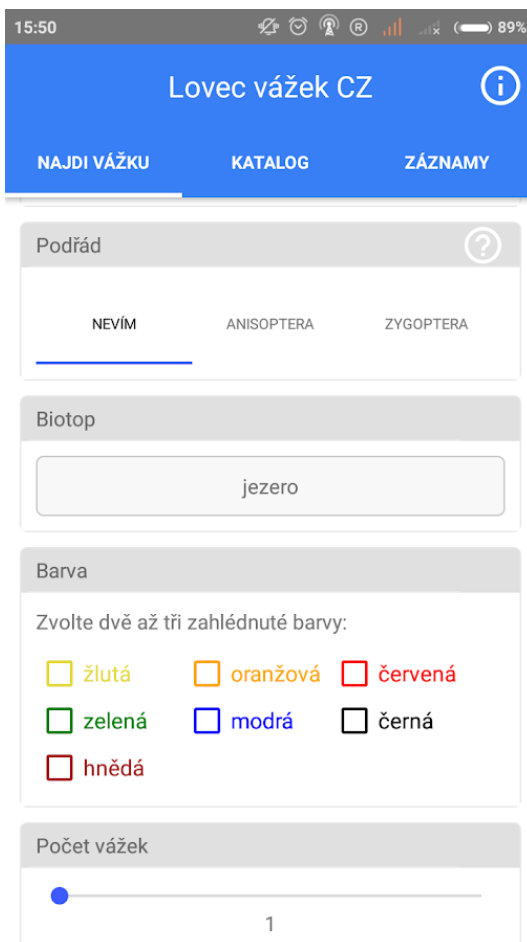 15:50 ® 89%
Lovec vážek CZ
NAJDI VÁŽKU KATALOG ZÁZNAMY
Podřád ?
NEVÍM ANISOPTERA ZYGOPTERA
Biotop
jezero
Barva
Zvolte dvě až tři zahlédnuté barvy:
žlutá oranžová červená
zelená modrá černá
hnědá
Počet vážek
1